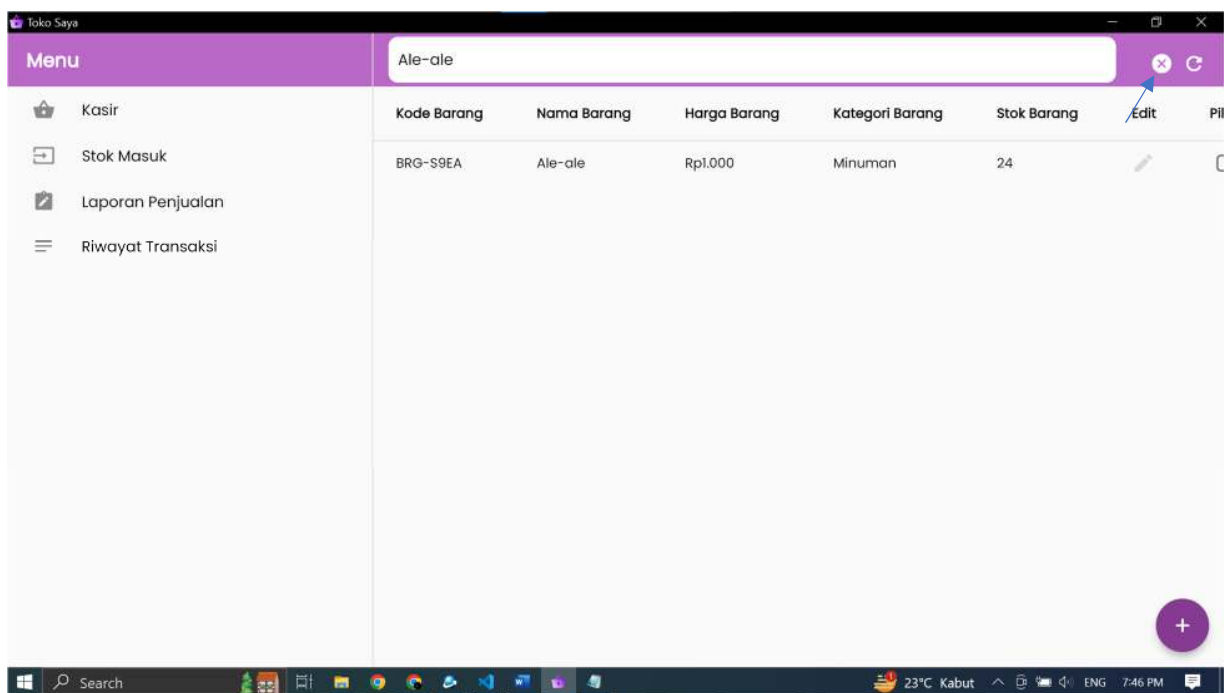 Toko Saya
Menu
Ale-ale
Kasir
Stok Masuk
Laporan Penjualan
Riwayat Transaksi
Kode Barang Nama Barang Harga Barang Kategori Barang Stok Barang Edit Pil
BRG-S9EA Ale-ale Rp1.000 Minuman 24
Search
23°C Kabut ENG 7:46 PM